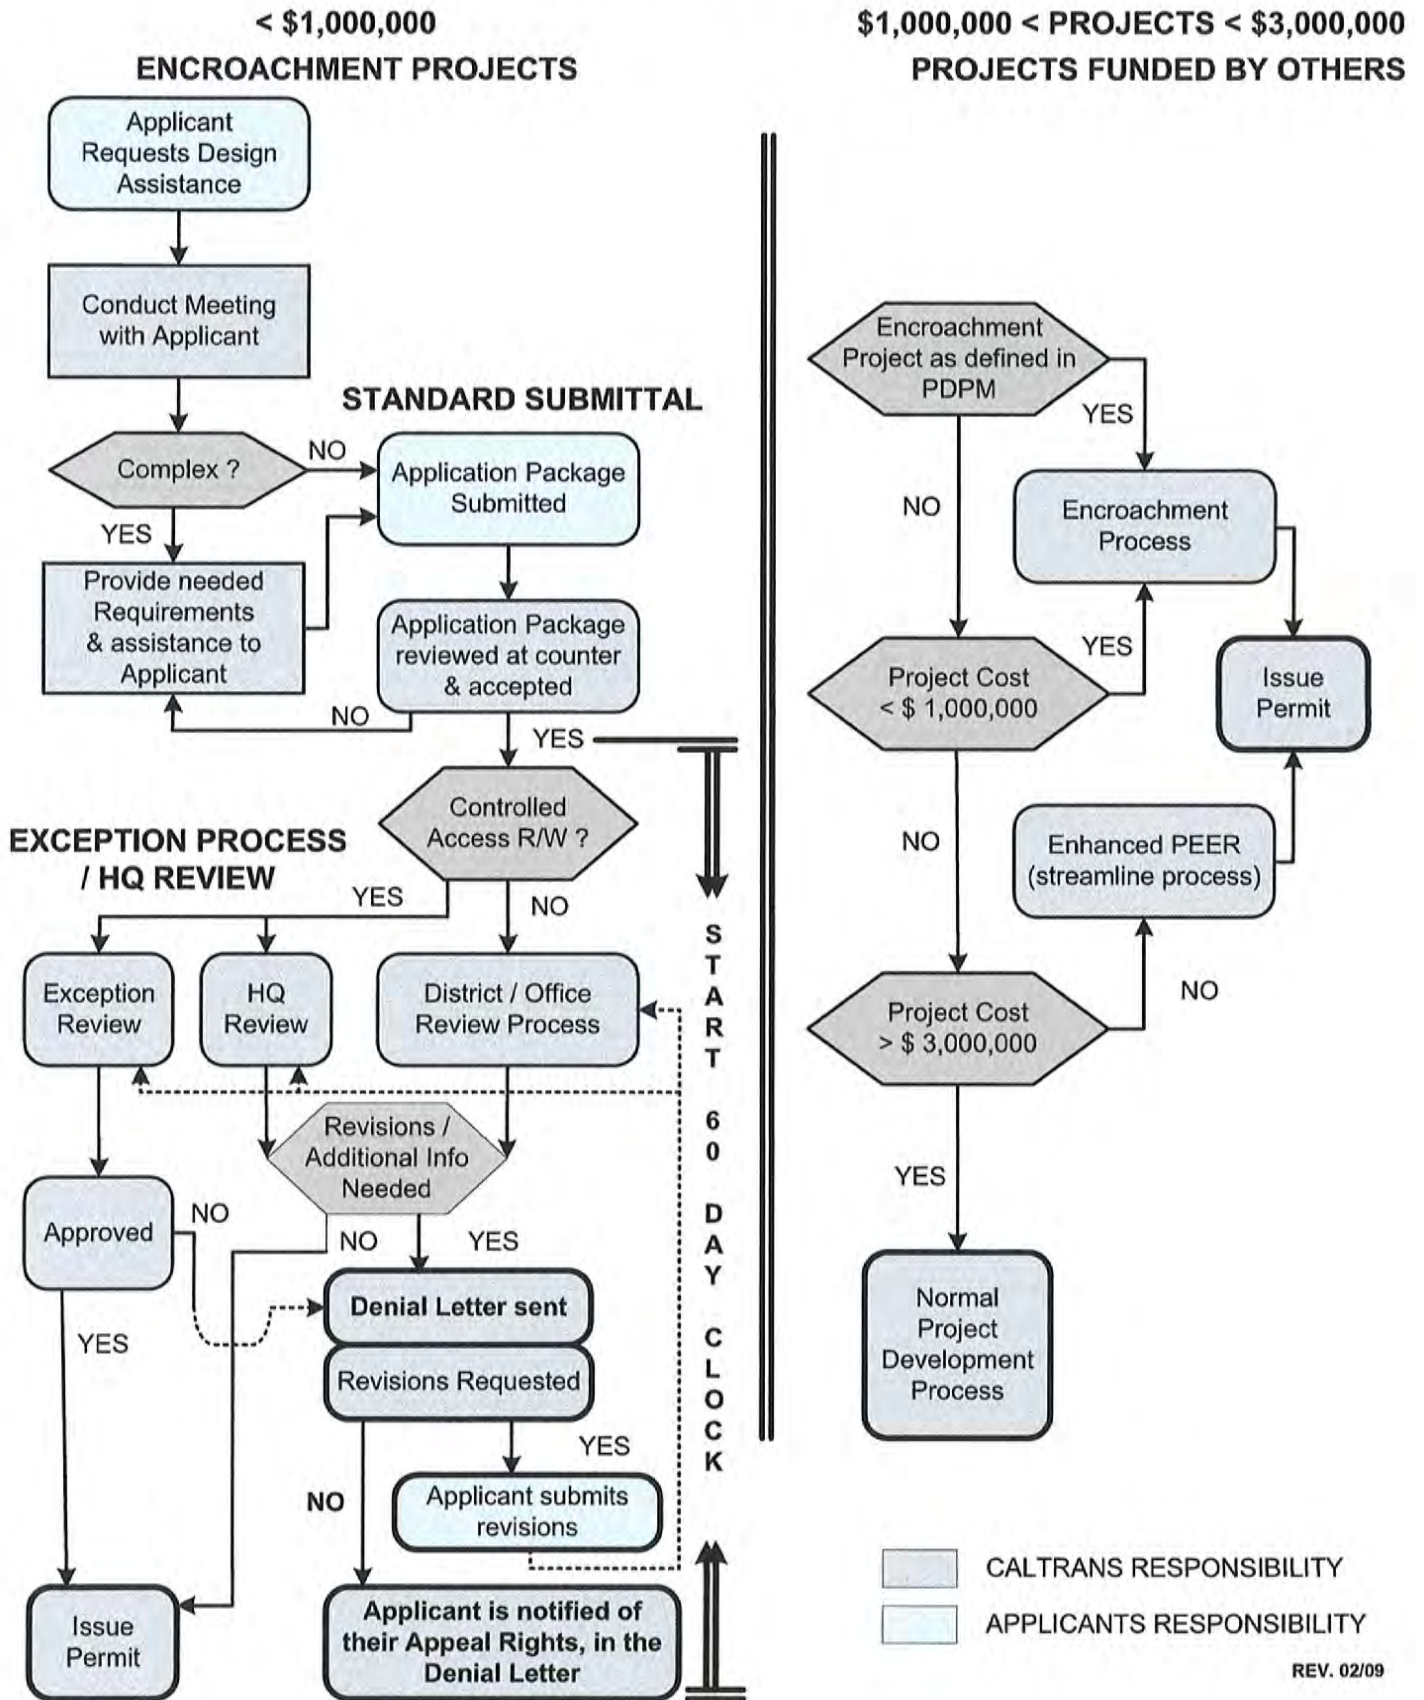 < $1,000,000
ENCROACHMENT PROJECTS
Applicant
Requests Design
Assistance
Conduct Meeting
with Applicant
Complex ?
NO
YES
STANDARD SUBMITTAL
Application Package
Submitted
Provide needed
Requirements
& assistance to
Applicant
Application Package
reviewed at counter
& accepted
NO
YES
Controlled
Access R/W ?
EXCEPTION PROCESS
/ HQ REVIEW
YES
NO
Exception
Review
HQ
Review
District / Office
Review Process
Revisions /
Additional Info
Needed
Approved
NO
NO
YES
Denial Letter sent
YES
Revisions Requested
YES
NO
Applicant submits
revisions
Issue
Permit
Applicant is notified of
their Appeal Rights, in the
Denial Letter
START 60 DAY CLOCK
$1,000,000 < PROJECTS < $3,000,000
PROJECTS FUNDED BY OTHERS
Encroachment
Project as defined in
PDPM
YES
NO
Encroachment
Process
YES
Project Cost
< $ 1,000,000
Issue
Permit
NO
Enhanced PEER
(streamline process)
NO
Project Cost
> $ 3,000,000
YES
Normal
Project
Development
Process
CALTRANS RESPONSIBILITY
APPLICANTS RESPONSIBILITY
REV. 02/09